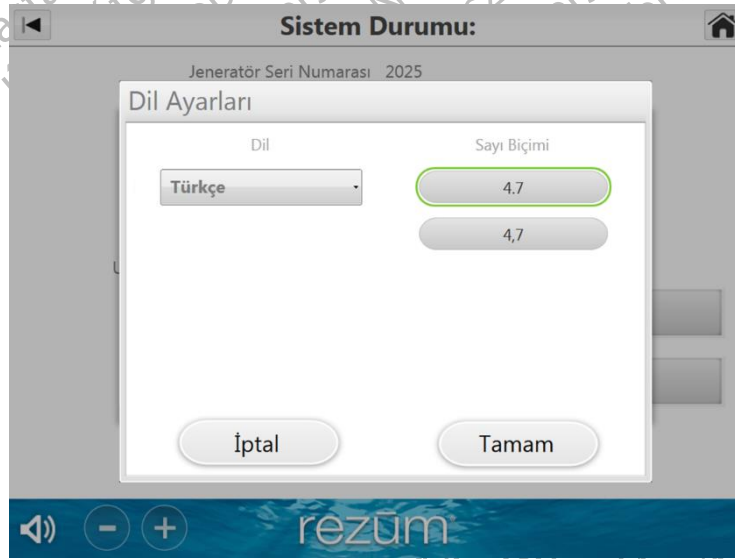 Sistem Durumu:
Jeneratör Seri Numarası 2025
Dil Ayarları
Dil
Sayı Biçimi
Türkçe
4.7
4,7
İptal
Tamam
rezūm